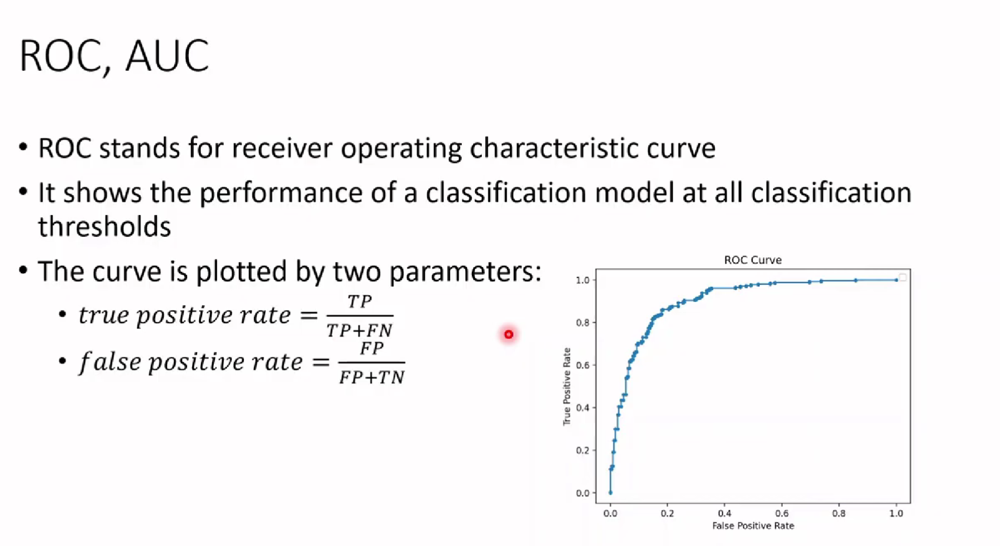 ROC, AUC
• ROC stands for receiver operating characteristic curve
• It shows the performance of a classification model at all classification
thresholds
• The curve is plotted by two parameters:
• true positive rate = TP/(TP+FN)
• false positive rate = FP/(FP+TN)
ROC Curve
1.0
0.8
0.6
0.4
0.2
0.0
True Positive Rate
0.0 0.2 0.4 0.6 0.8 1.0
False Positive Rate